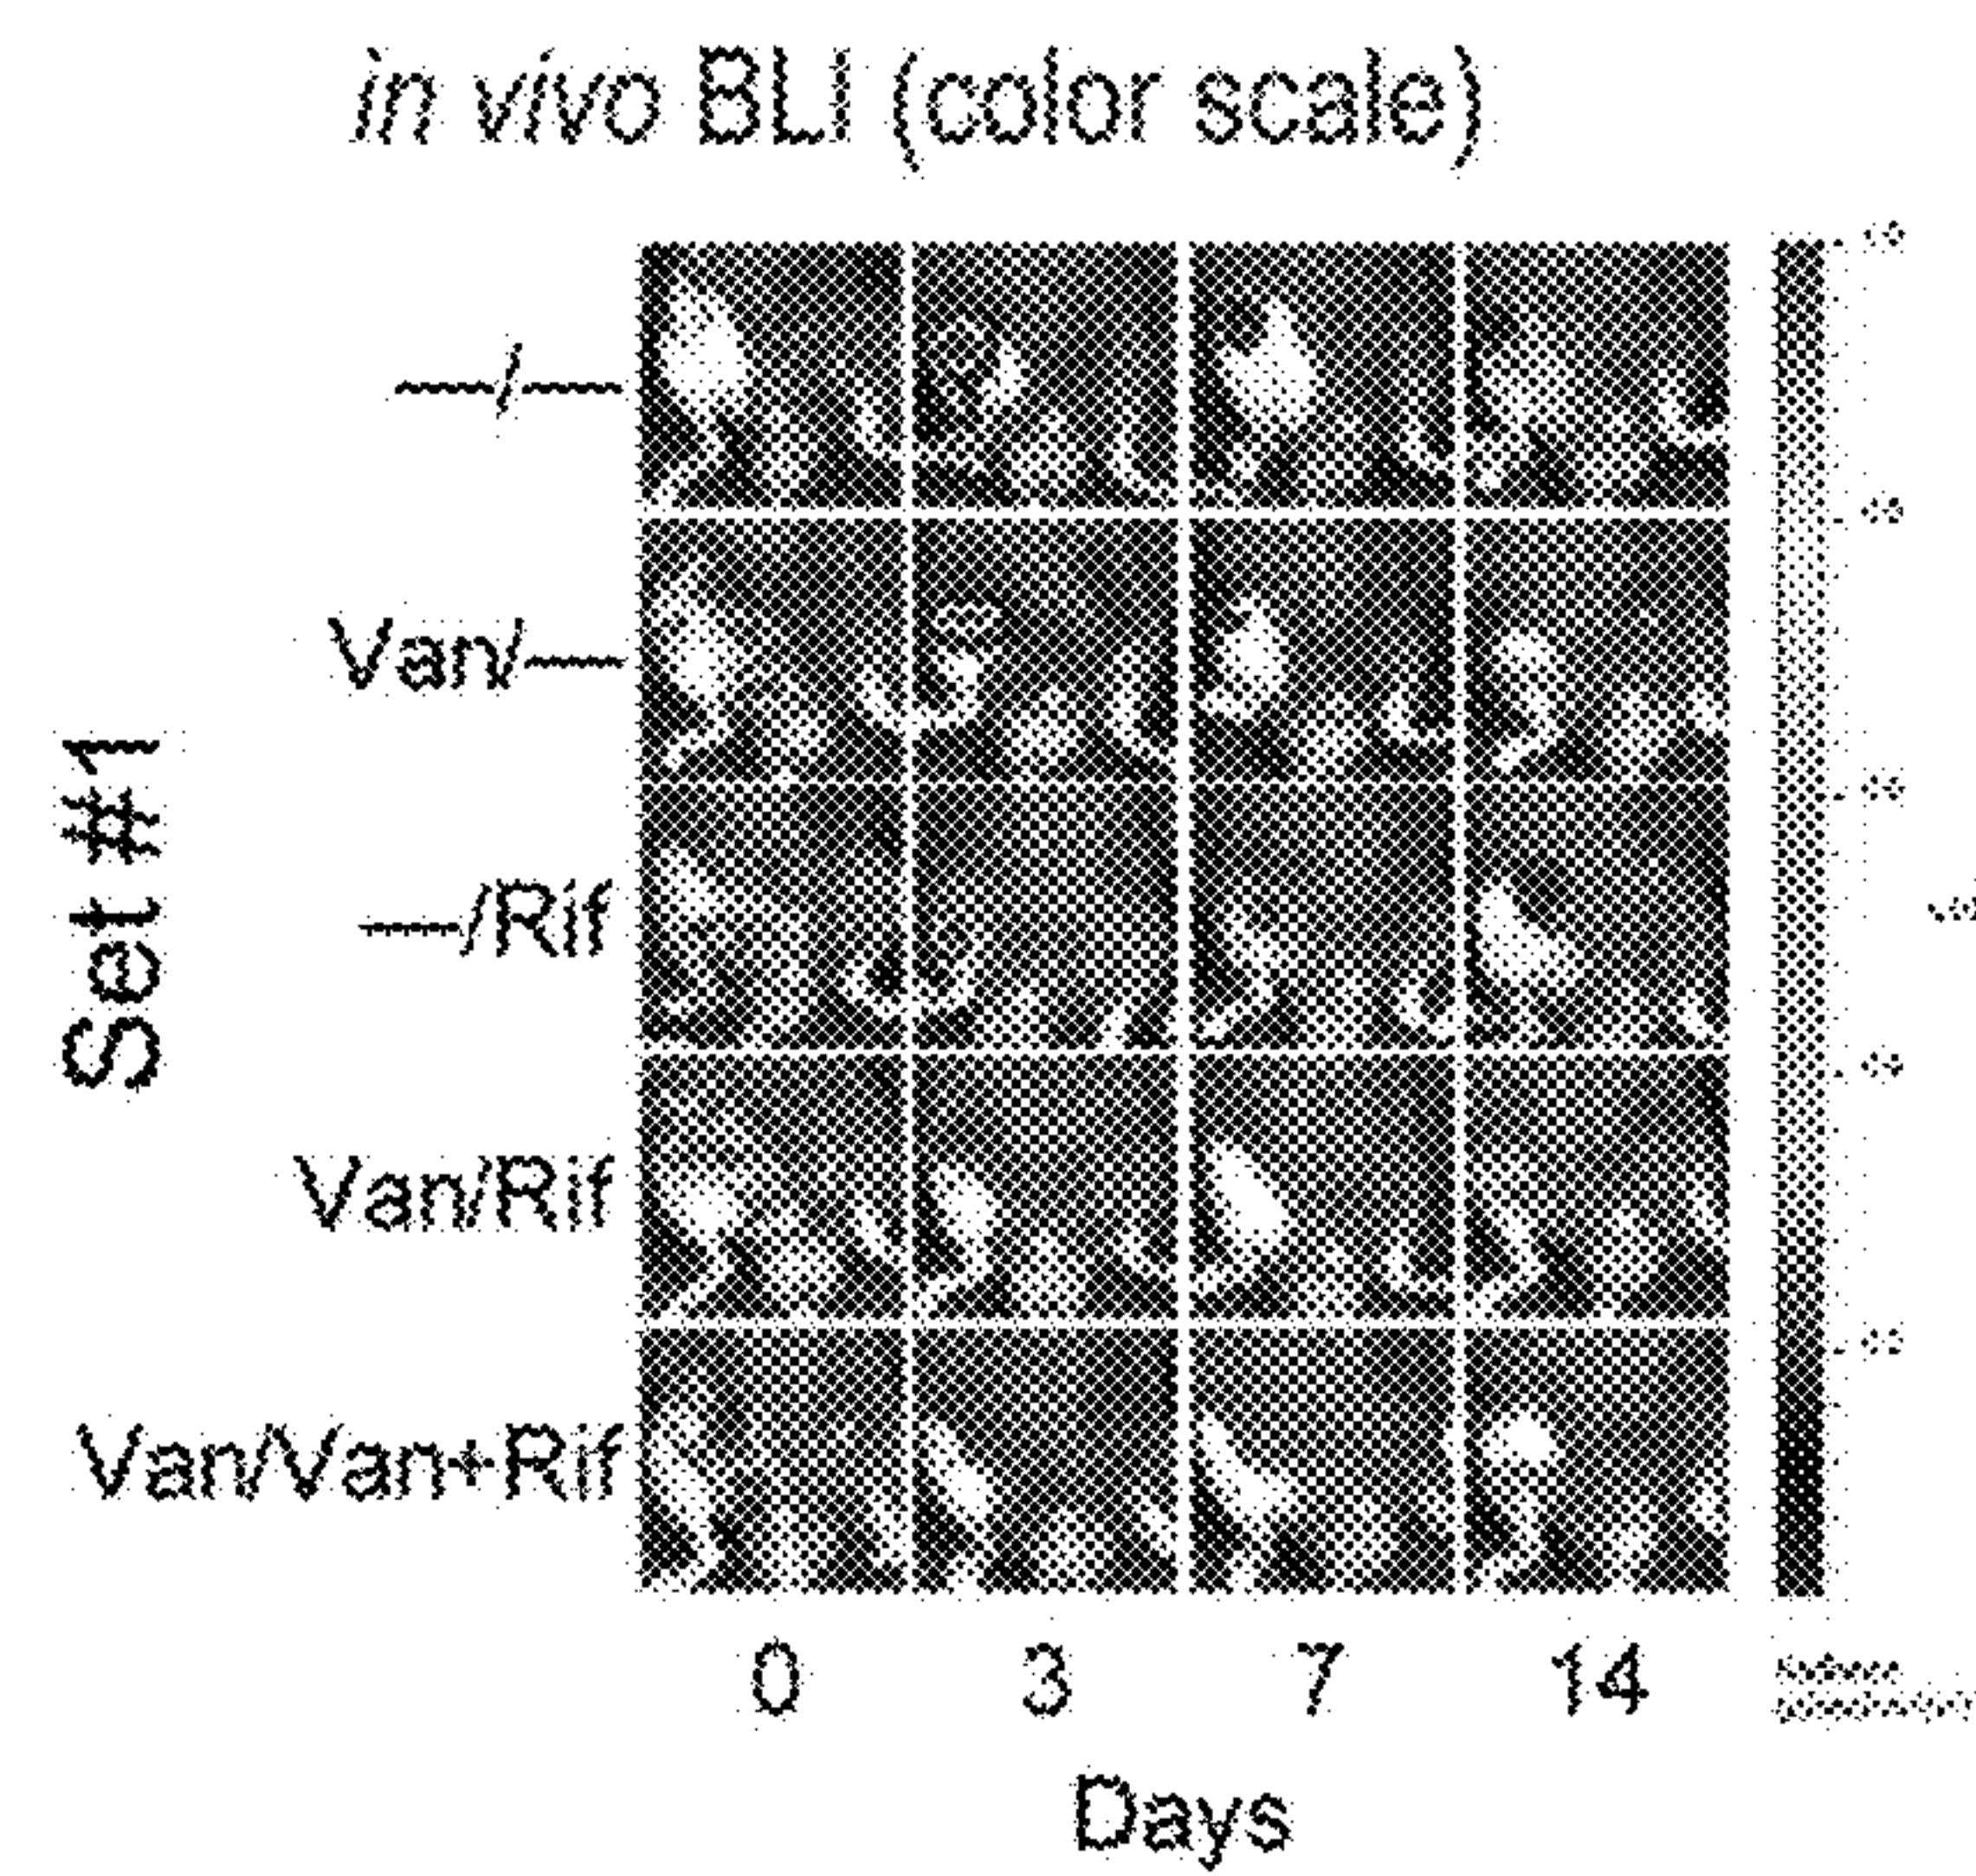 in vivo BLI (color scale)
Set #1
—/—
Van/—
—/Rif
Van/Rif
Van/Van+Rif
0 3 7 14
Days